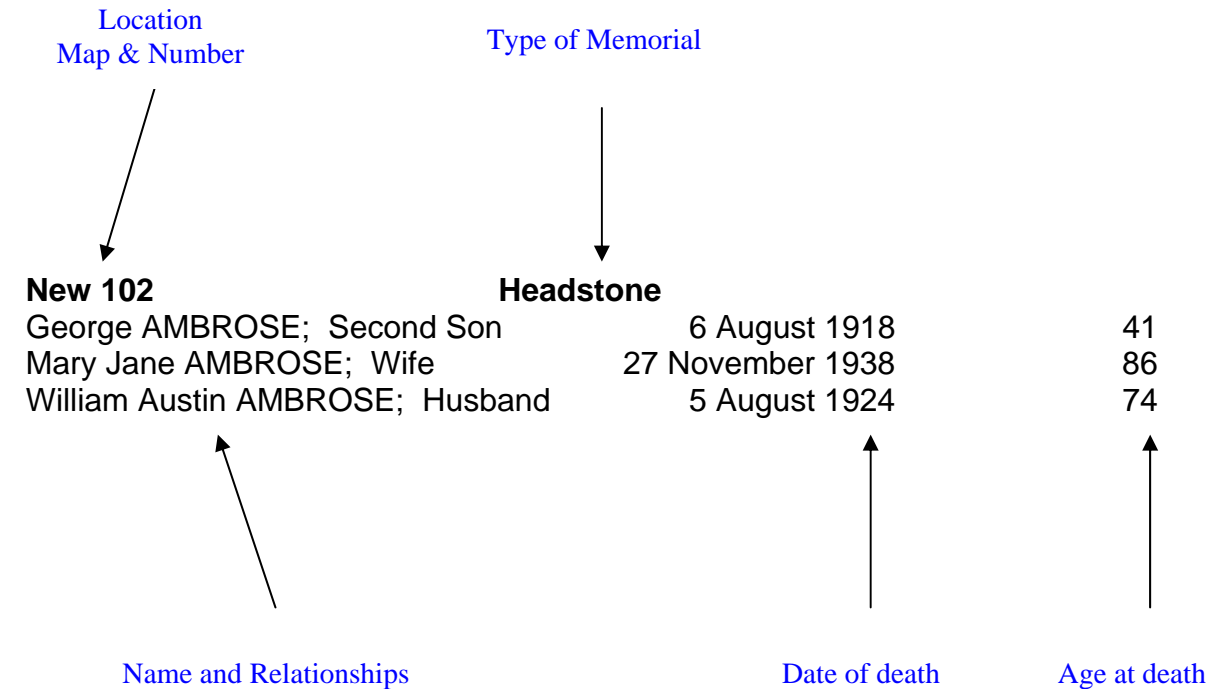 Location
Map & Number
Type of Memorial
New 102 Headstone
George AMBROSE; Second Son 6 August 1918 41
Mary Jane AMBROSE; Wife 27 November 1938 86
William Austin AMBROSE; Husband 5 August 1924 74
Name and Relationships Date of death Age at death